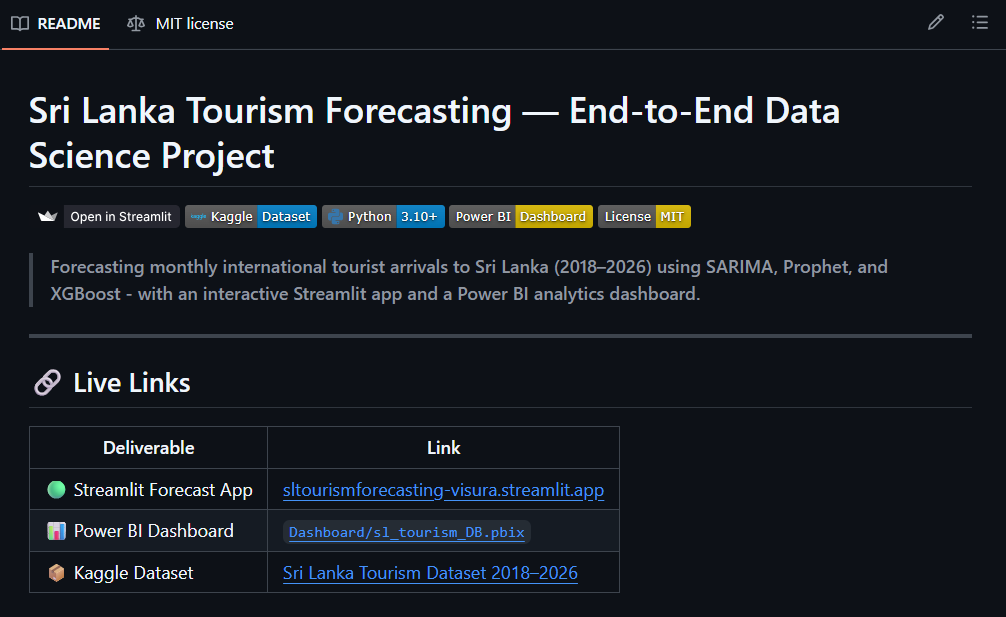 README MIT license
Sri Lanka Tourism Forecasting — End-to-End Data
Science Project
Open in Streamlit kaggle Kaggle Dataset Python 3.10+ Power BI Dashboard License MIT
Forecasting monthly international tourist arrivals to Sri Lanka (2018–2026) using SARIMA, Prophet, and
XGBoost - with an interactive Streamlit app and a Power BI analytics dashboard.
Live Links
Deliverable Link
Streamlit Forecast App sltourismforecasting-visura.streamlit.app
Power BI Dashboard Dashboard/sl_tourism_DB.pbix
Kaggle Dataset Sri Lanka Tourism Dataset 2018–2026